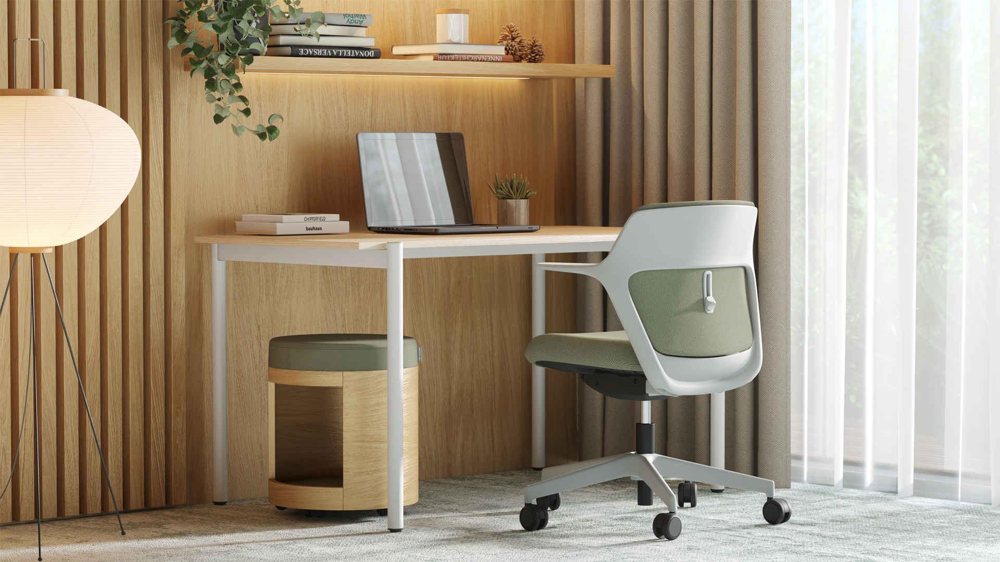 Andy
Warhol
DONATELLA VERSACE
INNENARCHITEKTUR
CHIPPERFIELD
bauhaus